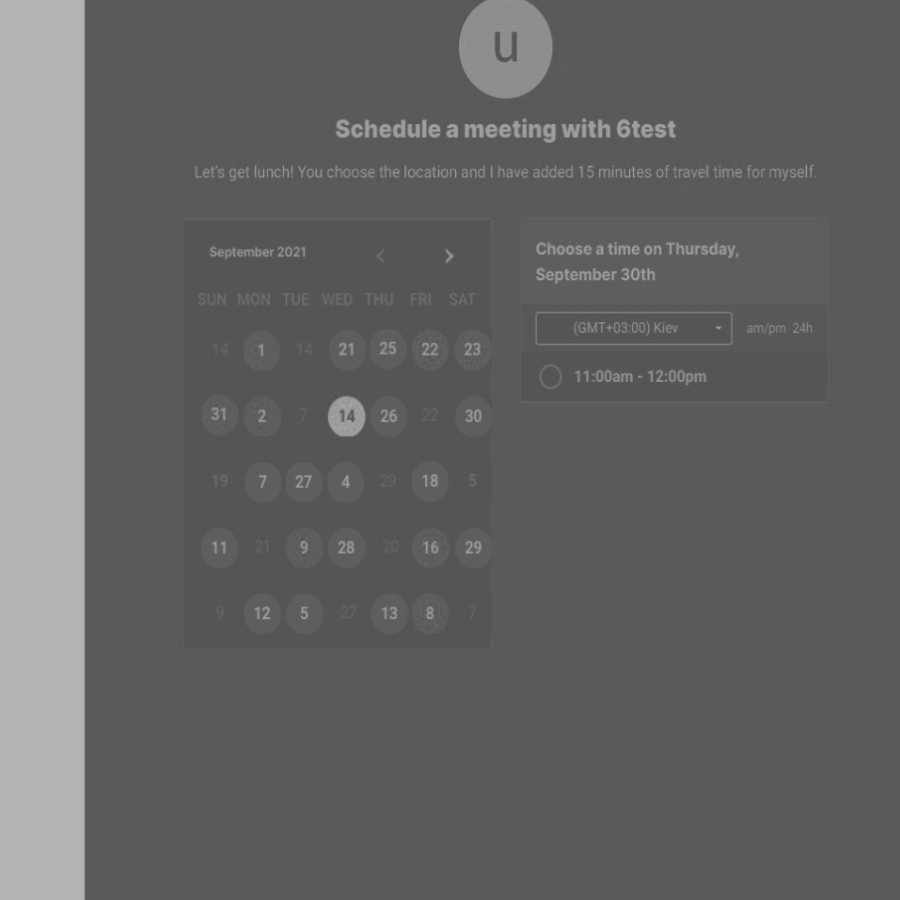 u
Schedule a meeting with 6test
Let's get lunch! You choose the location and I have added 15 minutes of travel time for myself.
September 2021
SUN MON TUE WED THU FRI SAT
14 1 14 21 25 22 23
31 2 7 14 26 22 30
19 7 27 4 29 18 5
11 21 9 28 20 16 29
9 12 5 27 13 8 7
Choose a time on Thursday,
September 30th
(GMT+03:00) Kiev am/pm 24h
11:00am - 12:00pm